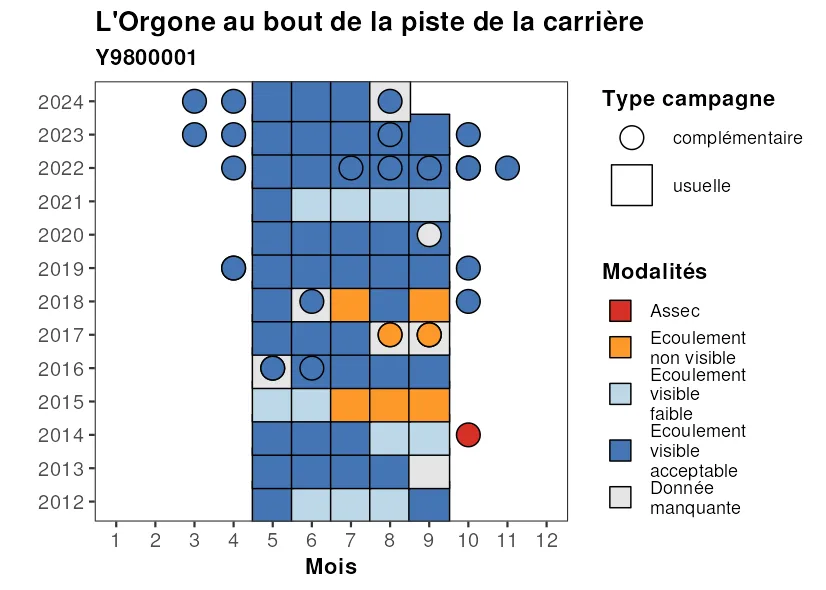 L'Orgone au bout de la piste de la carrière
Y9800001
2024
2023
2022
2021
2020
2019
2018
2017
2016
2015
2014
2013
2012
1 2 3 4 5 6 7 8 9 10 11 12
Mois
Type campagne
complémentaire
usuelle
Modalités
Assec
Ecoulement
non visible
Ecoulement
visible
faible
Ecoulement
visible
acceptable
Donnée
manquante